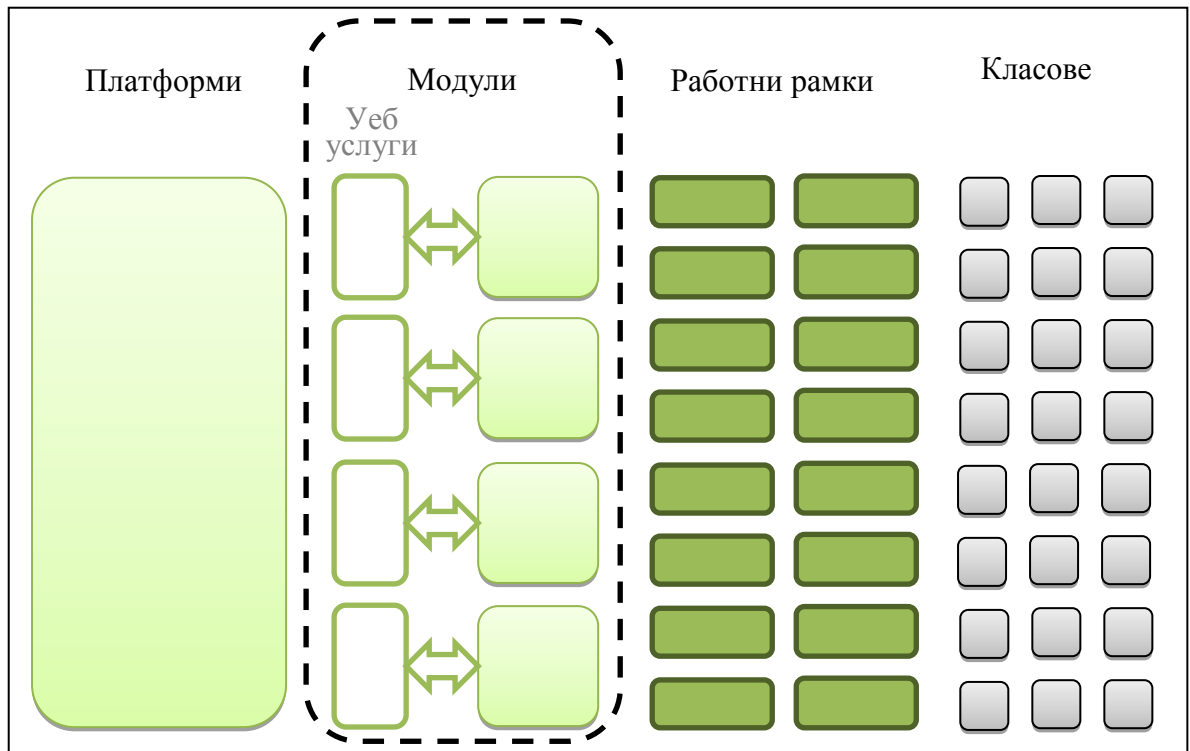 Платформи
Модули
Работни рамки
Класове
Уеб
услуги